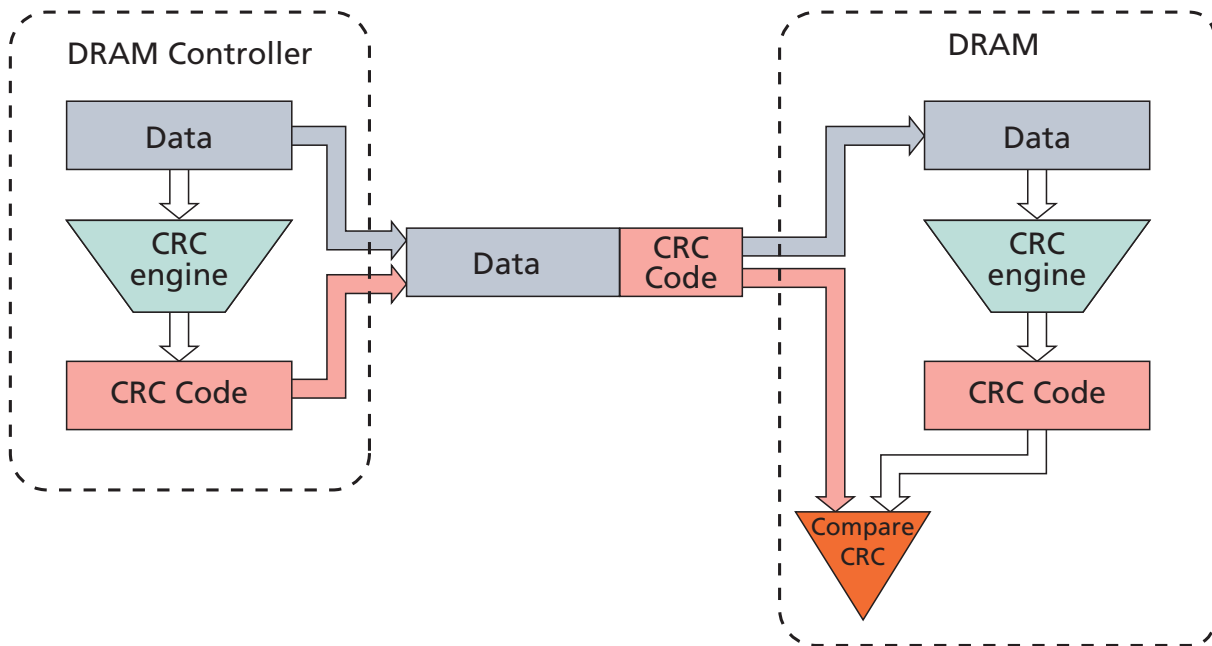 DRAM Controller
Data
CRC
engine
CRC Code
Data
CRC
Code
DRAM
Data
CRC
engine
CRC Code
Compare
CRC